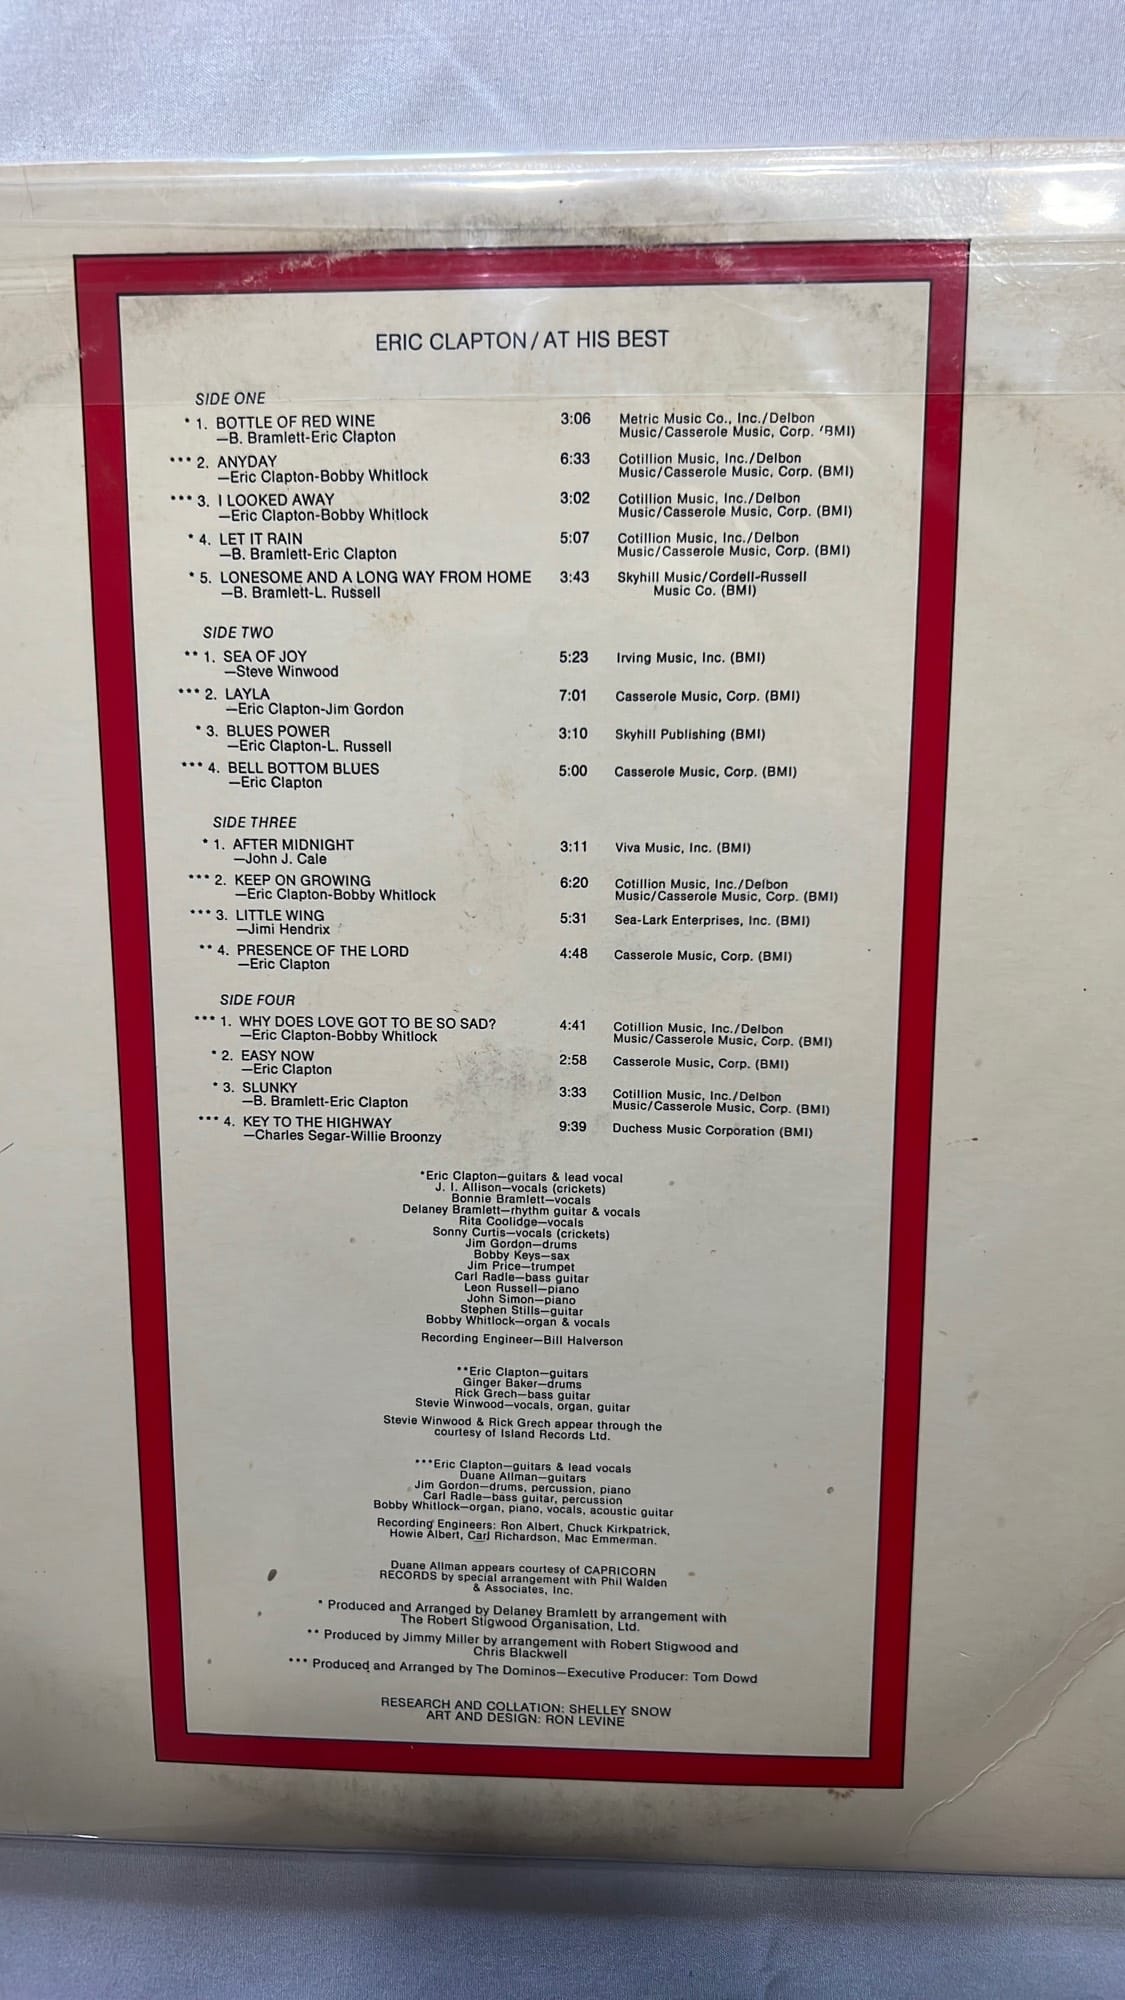 ERIC CLAPTON / AT HIS BEST
SIDE ONE
* 1. BOTTLE OF RED WINE 3:06 Metric Music Co., Inc./Delbon
—B. Bramlett-Eric Clapton Music/Casserole Music, Corp. (BMI)
*** 2. ANYDAY 6:33 Cotillion Music, Inc./Delbon
—Eric Clapton-Bobby Whitlock Music/Casserole Music, Corp. (BMI)
*** 3. I LOOKED AWAY 3:02 Cotillion Music, Inc./Delbon
—Eric Clapton-Bobby Whitlock Music/Casserole Music, Corp. (BMI)
* 4. LET IT RAIN 5:07 Cotillion Music, Inc./Delbon
—B. Bramlett-Eric Clapton Music/Casserole Music, Corp. (BMI)
* 5. LONESOME AND A LONG WAY FROM HOME 3:43 Skyhill Music/Cordell-Russell
—B. Bramlett-L. Russell Music Co. (BMI)
SIDE TWO
** 1. SEA OF JOY 5:23 Irving Music, Inc. (BMI)
—Steve Winwood
*** 2. LAYLA 7:01 Casserole Music, Corp. (BMI)
—Eric Clapton-Jim Gordon
* 3. BLUES POWER 3:10 Skyhill Publishing (BMI)
—Eric Clapton-L. Russell
*** 4. BELL BOTTOM BLUES 5:00 Casserole Music, Corp. (BMI)
—Eric Clapton
SIDE THREE
* 1. AFTER MIDNIGHT 3:11 Viva Music, Inc. (BMI)
—John J. Cale
*** 2. KEEP ON GROWING 6:20 Cotillion Music, Inc./Delbon
—Eric Clapton-Bobby Whitlock Music/Casserole Music, Corp. (BMI)
*** 3. LITTLE WING 5:31 Sea-Lark Enterprises, Inc. (BMI)
—Jimi Hendrix
** 4. PRESENCE OF THE LORD 4:48 Casserole Music, Corp. (BMI)
—Eric Clapton
SIDE FOUR
*** 1. WHY DOES LOVE GOT TO BE SO SAD? 4:41 Cotillion Music, Inc./Delbon
—Eric Clapton-Bobby Whitlock Music/Casserole Music, Corp. (BMI)
* 2. EASY NOW 2:58 Casserole Music, Corp. (BMI)
—Eric Clapton
* 3. SLUNKY 3:33 Cotillion Music, Inc./Delbon
—B. Bramlett-Eric Clapton Music/Casserole Music, Corp. (BMI)
*** 4. KEY TO THE HIGHWAY 9:39 Duchess Music Corporation (BMI)
—Charles Segar-Willie Broonzy
*Eric Clapton—guitars & lead vocal
J. I. Allison—vocals (crickets)
Bonnie Bramlett—vocals
Delaney Bramlett—rhythm guitar & vocals
Rita Coolidge—vocals
Sonny Curtis—vocals (crickets)
Jim Gordon—drums
Bobby Keys—sax
Jim Price—trumpet
Carl Radle—bass guitar
Leon Russell—piano
John Simon—piano
Stephen Stills—guitar
Bobby Whitlock—organ & vocals
Recording Engineer—Bill Halverson
**Eric Clapton—guitars
Ginger Baker—drums
Rick Grech—bass guitar
Stevie Winwood—vocals, organ, guitar
Stevie Winwood & Rick Grech appear through the
courtesy of Island Records Ltd.
***Eric Clapton—guitars & lead vocals
Duane Allman—guitars
Jim Gordon—drums, percussion, piano
Carl Radle—bass guitar, percussion
Bobby Whitlock—organ, piano, vocals, acoustic guitar
Recording Engineers: Ron Albert, Chuck Kirkpatrick,
Howie Albert, Carl Richardson, Mac Emmerman.
Duane Allman appears courtesy of CAPRICORN
RECORDS by special arrangement with Phil Walden
& Associates, Inc.
* Produced and Arranged by Delaney Bramlett by arrangement with
The Robert Stigwood Organisation, Ltd.
** Produced by Jimmy Miller by arrangement with Robert Stigwood and
Chris Blackwell
*** Produced and Arranged by The Dominos—Executive Producer: Tom Dowd
RESEARCH AND COLLATION: SHELLEY SNOW
ART AND DESIGN: RON LEVINE